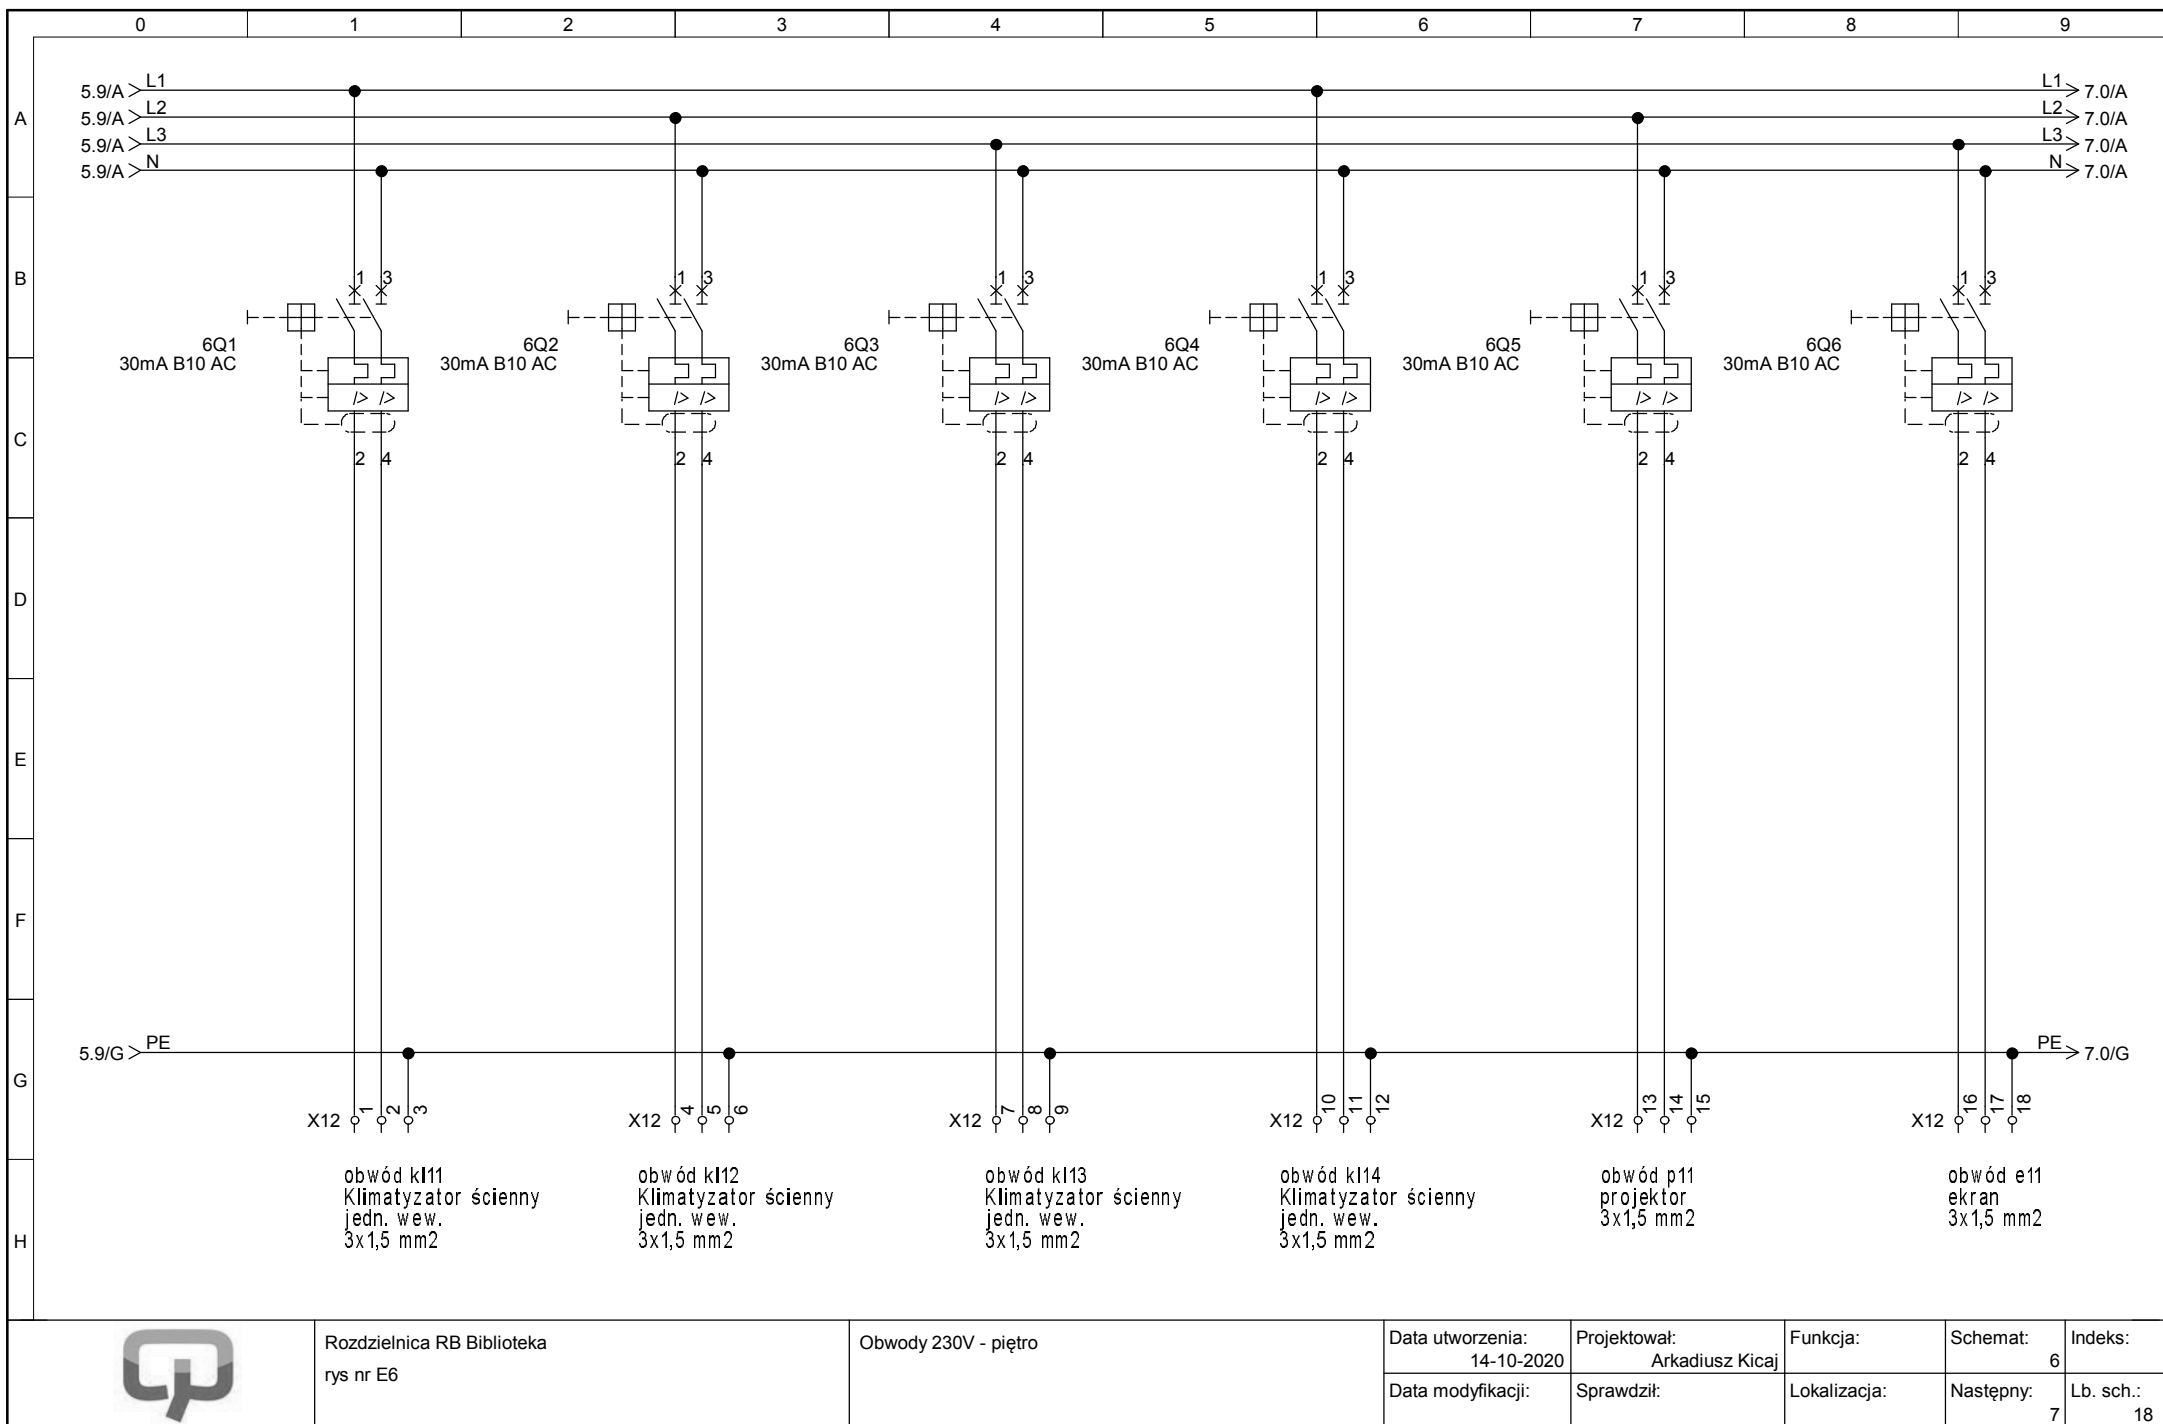 0 1 2 3 4 5 6 7 8 9
A
B
C
D
E
F
G
H
5.9/A L1 L1 7.0/A
5.9/A L2 L2 7.0/A
5.9/A L3 L3 7.0/A
5.9/A N N 7.0/A
1 3 1 3 1 3 1 3 1 3 1 3
6Q1 6Q2 6Q3 6Q4 6Q5 6Q6
30mA B10 AC 30mA B10 AC 30mA B10 AC 30mA B10 AC 30mA B10 AC 30mA B10 AC
I> I> I> I> I> I> I> I> I> I> I> I>
2 4 2 4 2 4 2 4 2 4 2 4
5.9/G PE PE 7.0/G
X12 1 2 3 X12 4 5 6 X12 7 8 9 X12 10 11 12 X12 13 14 15 X12 16 17 18
obwód kl11
Klimatyzator ścienny
jedn. wew.
3x1,5 mm2
obwód kl12
Klimatyzator ścienny
jedn. wew.
3x1,5 mm2
obwód kl13
Klimatyzator ścienny
jedn. wew.
3x1,5 mm2
obwód kl14
Klimatyzator ścienny
jedn. wew.
3x1,5 mm2
obwód p11
projektor
3x1,5 mm2
obwód e11
ekran
3x1,5 mm2
Rozdzielnica RB Biblioteka
rys nr E6
Obwody 230V - piętro
Data utworzenia:
14-10-2020
Data modyfikacji:
Projektował:
Arkadiusz Kicaj
Sprawdził:
Funkcja:
Lokalizacja:
Schemat:
6
Następny:
7
Indeks:
Lb. sch.:
18